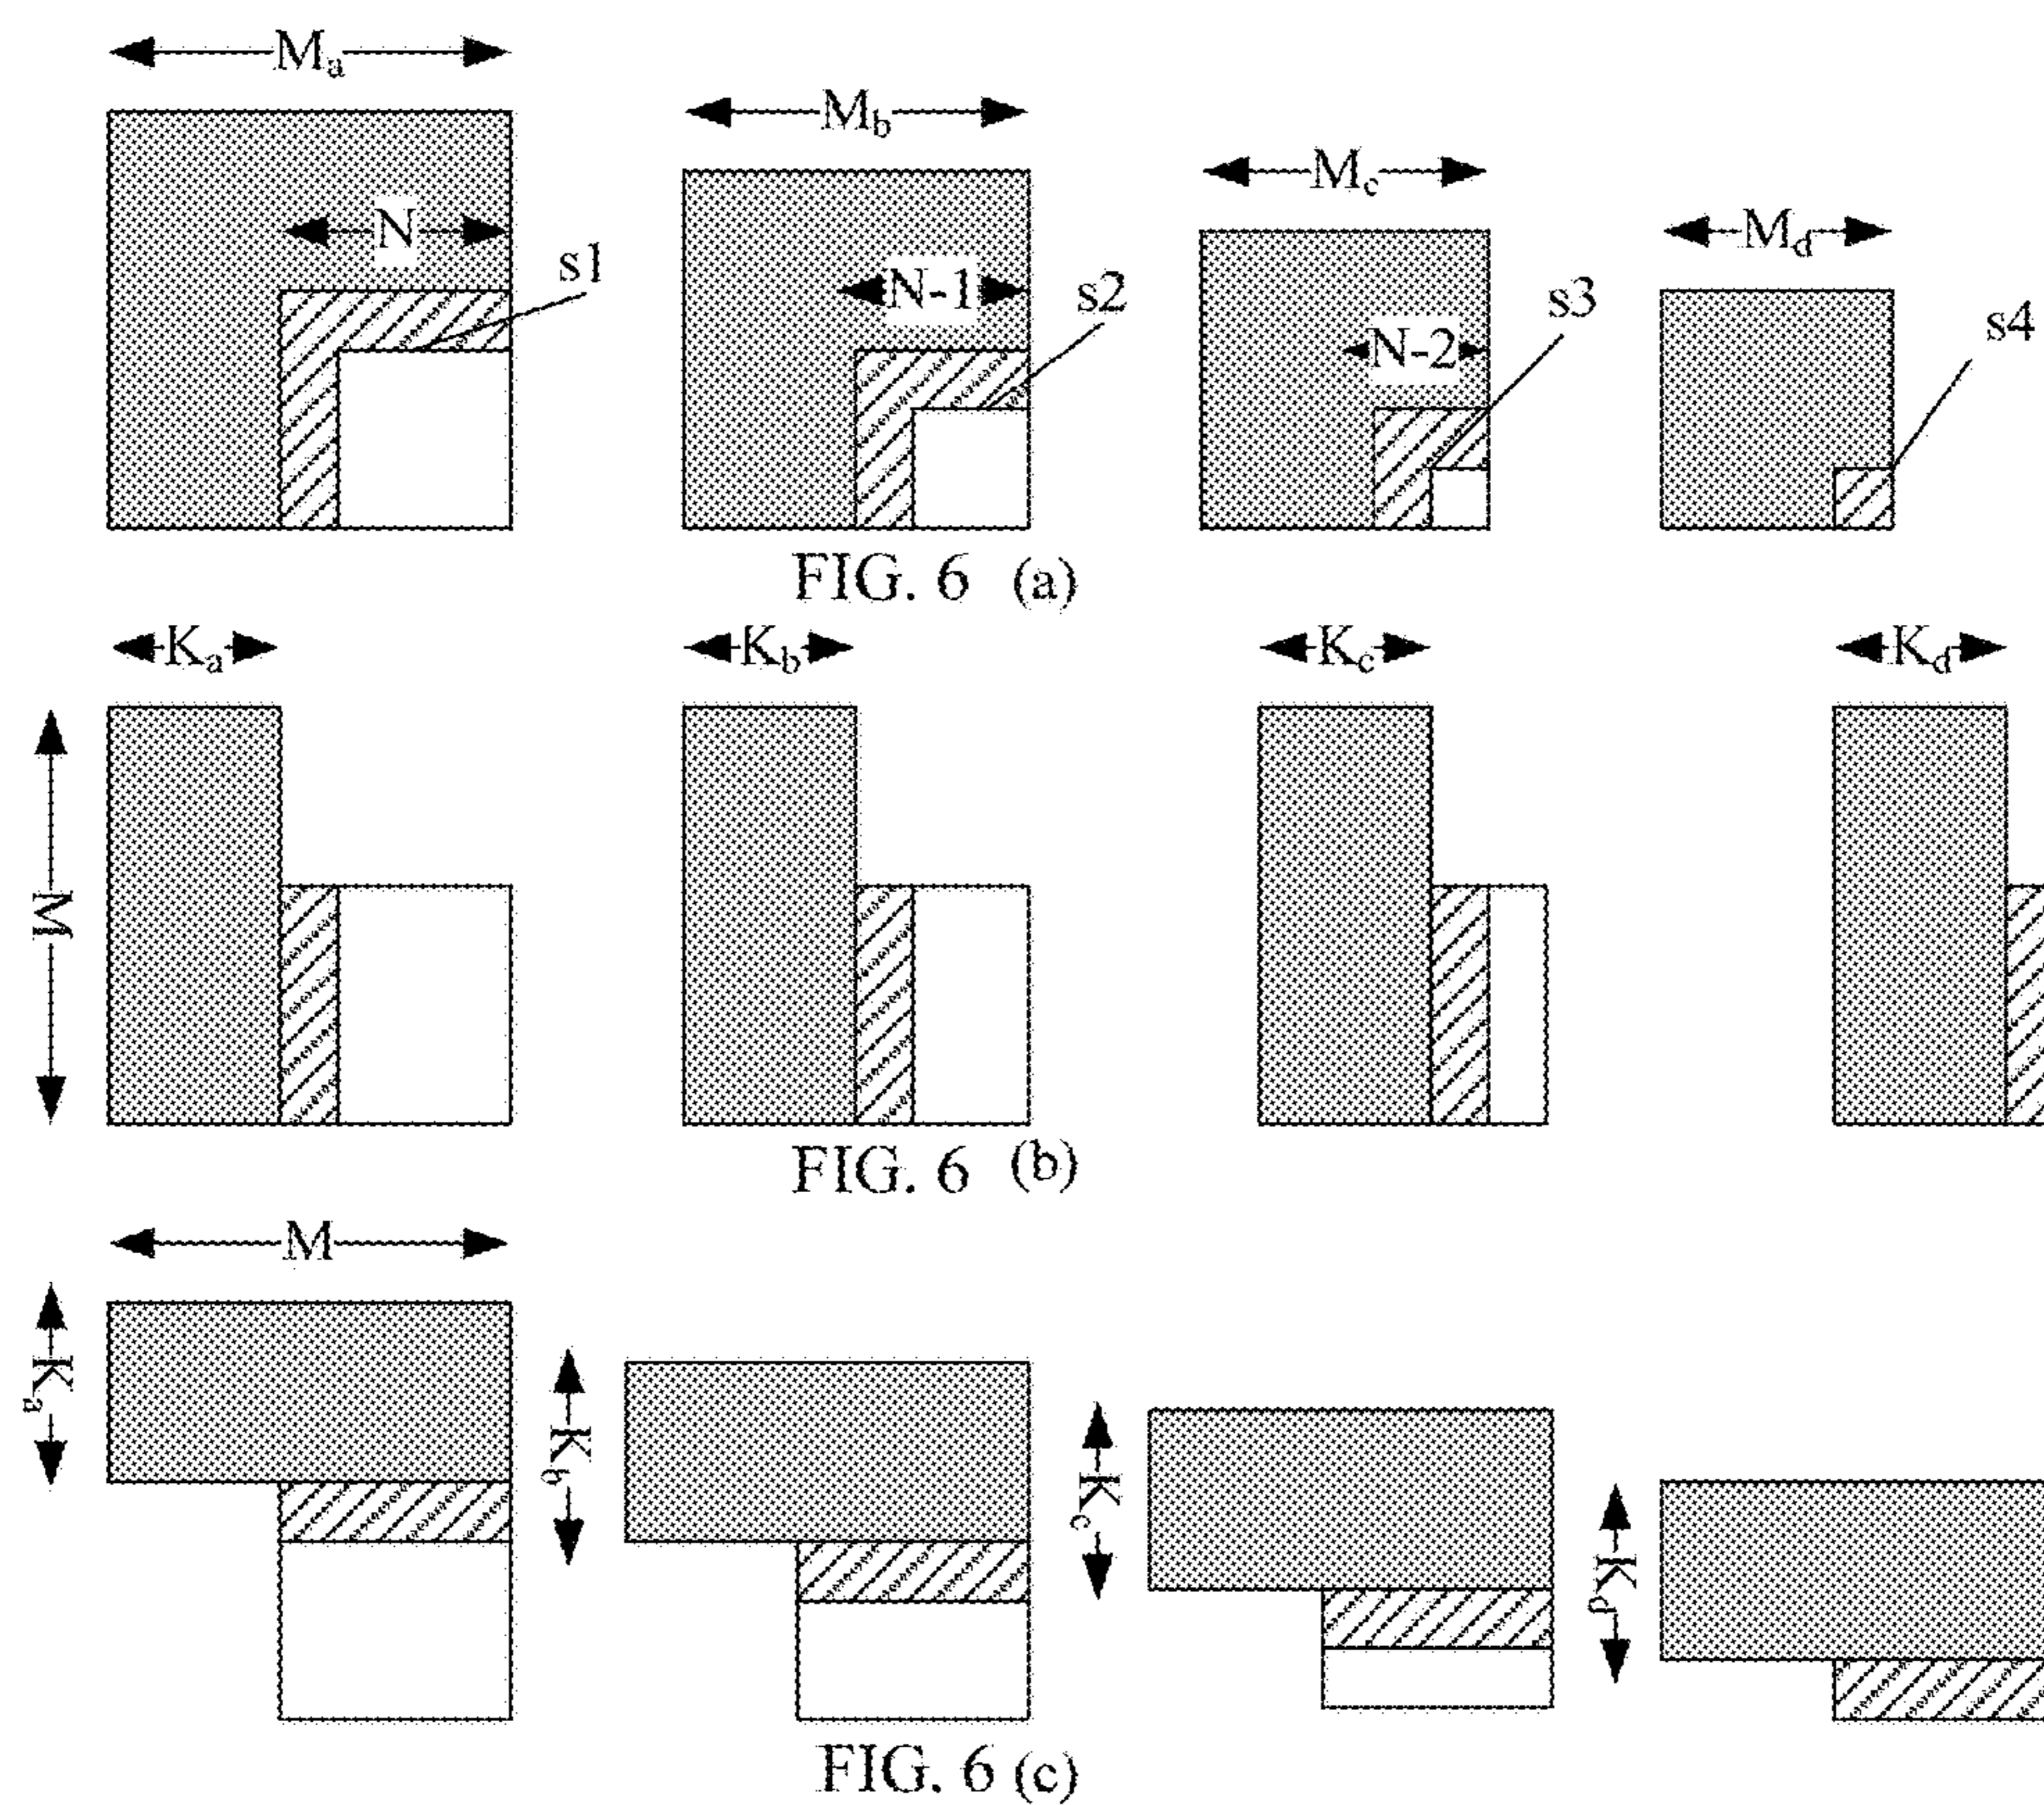 Ma
Mb
Mc
Md
N
N-1
N-2
s1
s2
s3
s4
FIG. 6 (a)
Ka
Kb
Kc
Kd
M
FIG. 6 (b)
M
Ka
Kb
Kc
Kd
FIG. 6 (c)